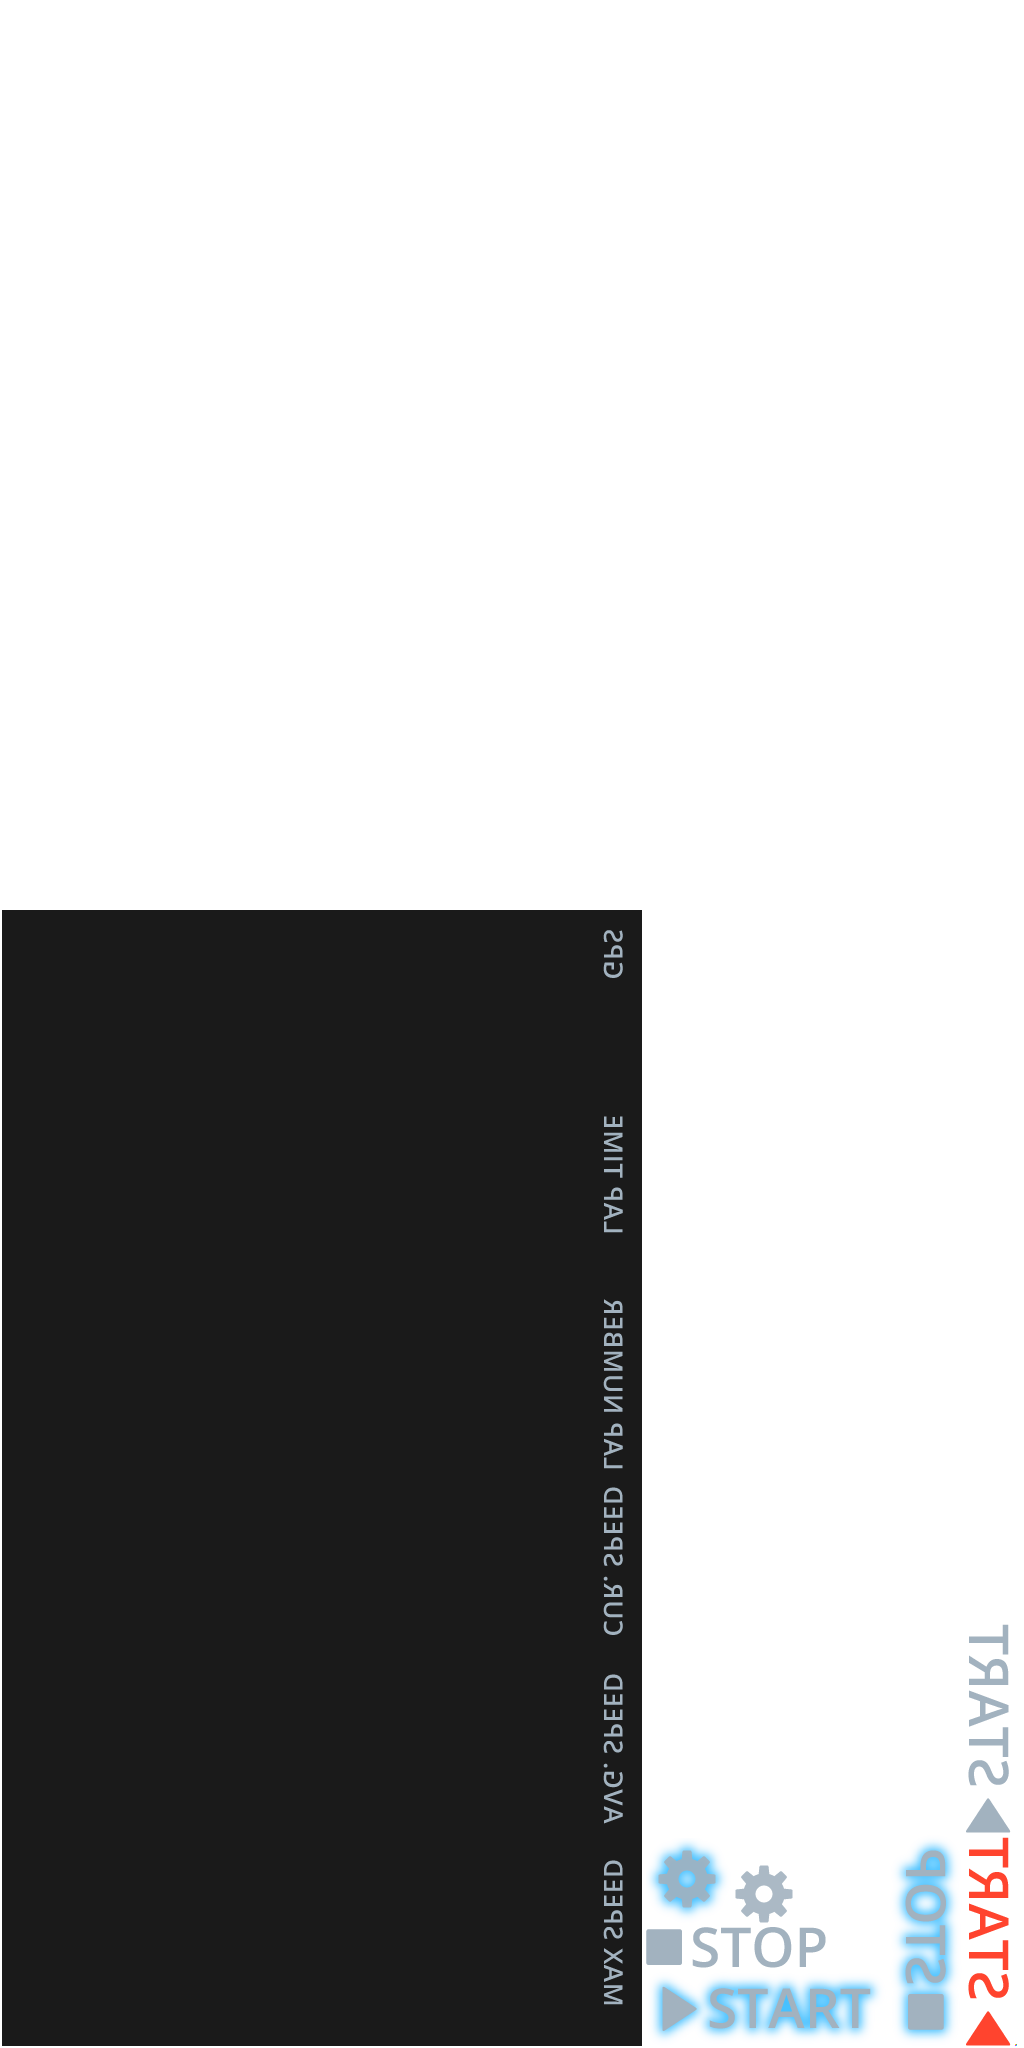 GPS
LAP TIME
LAP NUMBER
CUR. SPEED
AVG. SPEED
MAX SPEED
START
START
STOP
STOP
START